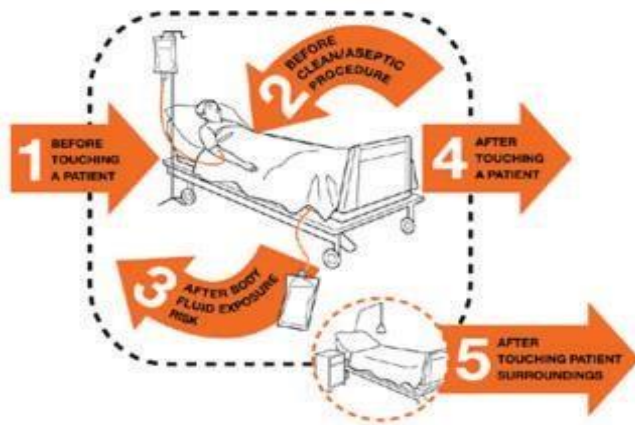 1 BEFORE
TOUCHING
A PATIENT
2 BEFORE
CLEAN/ASEPTIC
PROCEDURE
3 AFTER BODY
FLUID EXPOSURE
RISK
4 AFTER
TOUCHING
A PATIENT
5 AFTER
TOUCHING PATIENT
SURROUNDINGS